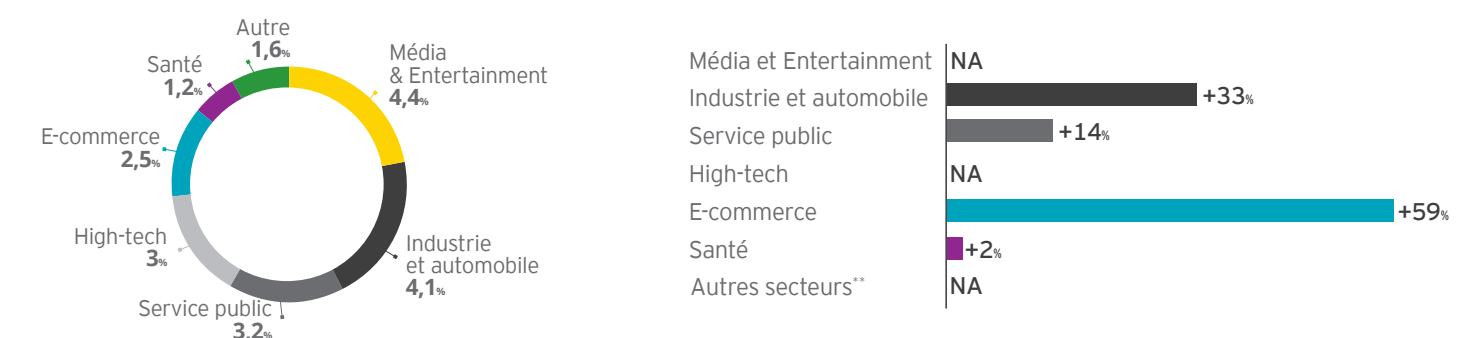 Autre
1,6%
Santé
1,2%
Média
& Entertainment
4,4%
E-commerce
2,5%
High-tech
3%
Industrie
et automobile
4,1%
Service public
3,2%
Média et Entertainment NA
Industrie et automobile +33%
Service public +14%
High-tech NA
E-commerce +59%
Santé +2%
Autres secteurs** NA